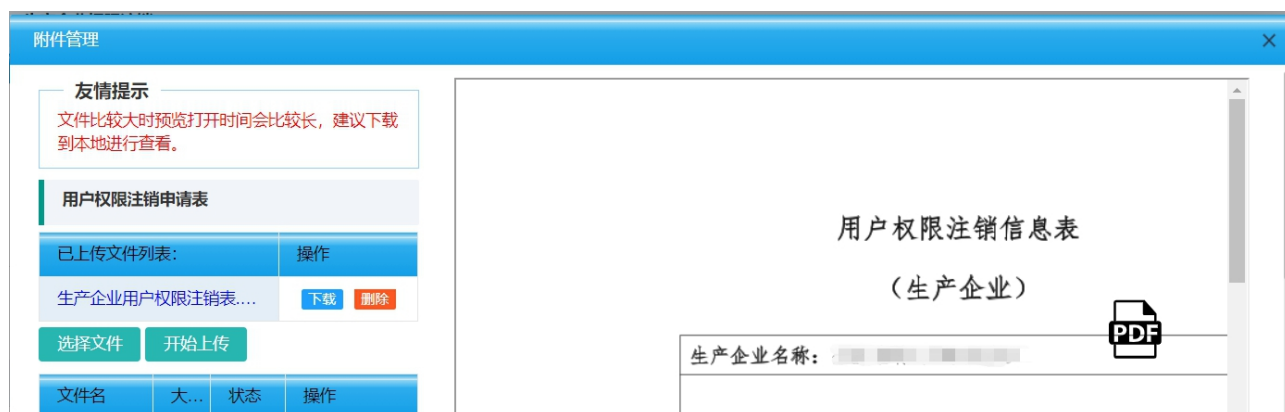 附件管理
友情提示
文件比较大时预览打开时间会比较长，建议下载
到本地进行查看。
用户权限注销申请表
已上传文件列表： 操作
生产企业用户权限注销表.... 下载 删除
选择文件 开始上传
文件名 大... 状态 操作
用户权限注销信息表
（生产企业）
PDF
生产企业名称：